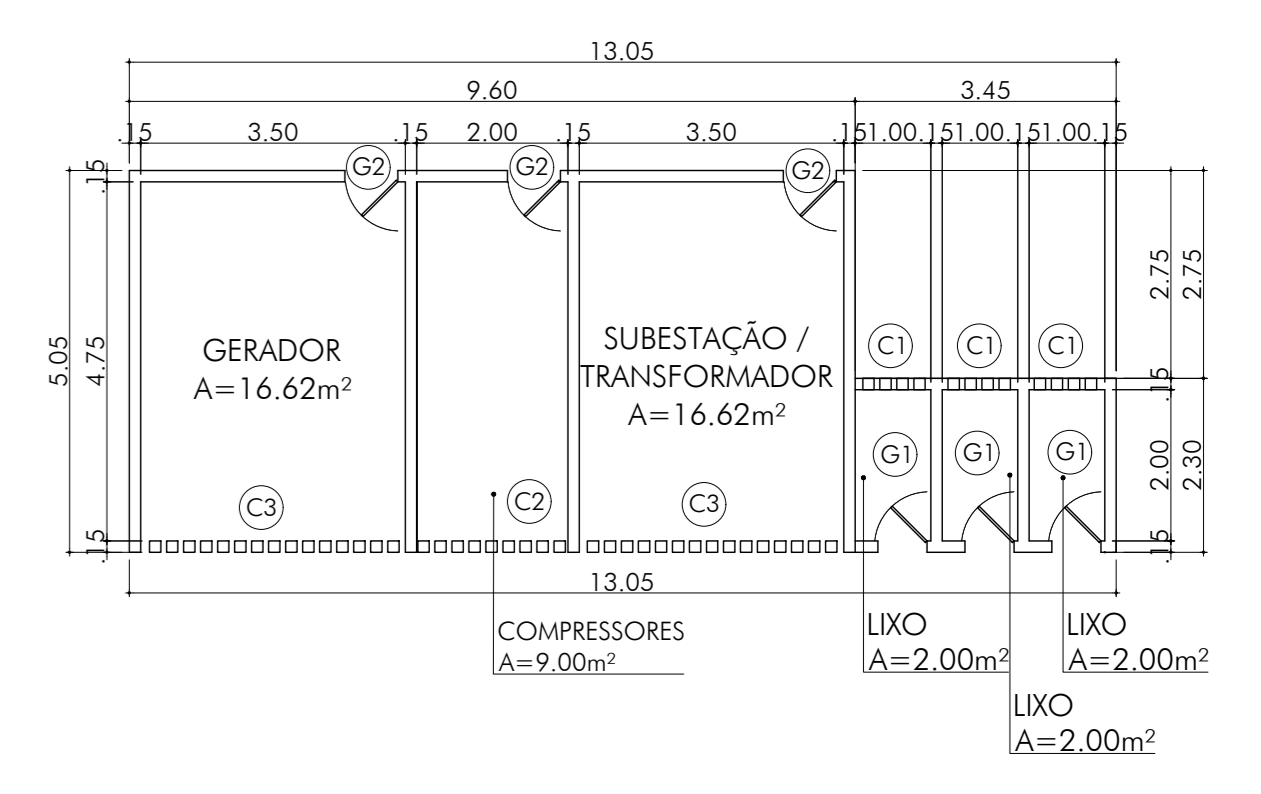 13.05
9.60 3.45
.15 3.50 .15 2.00 .15 3.50 .15 1.00 .15 1.00 .15 1.00 .15
G2 G2 G2
.15
5.05
4.75
.15
GERADOR
A=16.62m²
SUBESTAÇÃO /
TRANSFORMADOR
A=16.62m²
C1 C1 C1
G1 G1 G1
C3 C2 C3
2.75 2.75
.15
2.00 2.30
.15
13.05
COMPRESSORES
A=9.00m²
LIXO
A=2.00m²
LIXO
A=2.00m²
LIXO
A=2.00m²